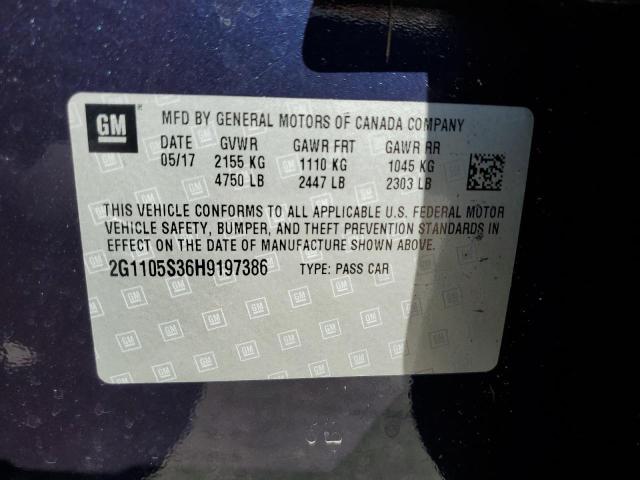 GM
MFD BY GENERAL MOTORS OF CANADA COMPANY
DATE GVWR GAWR FRT GAWR RR
05/17 2155 KG 1110 KG 1045 KG
4750 LB 2447 LB 2303 LB
THIS VEHICLE CONFORMS TO ALL APPLICABLE U.S. FEDERAL MOTOR
VEHICLE SAFETY, BUMPER, AND THEFT PREVENTION STANDARDS IN
EFFECT ON THE DATE OF MANUFACTURE SHOWN ABOVE.
2G1105S36H9197386 TYPE: PASS CAR